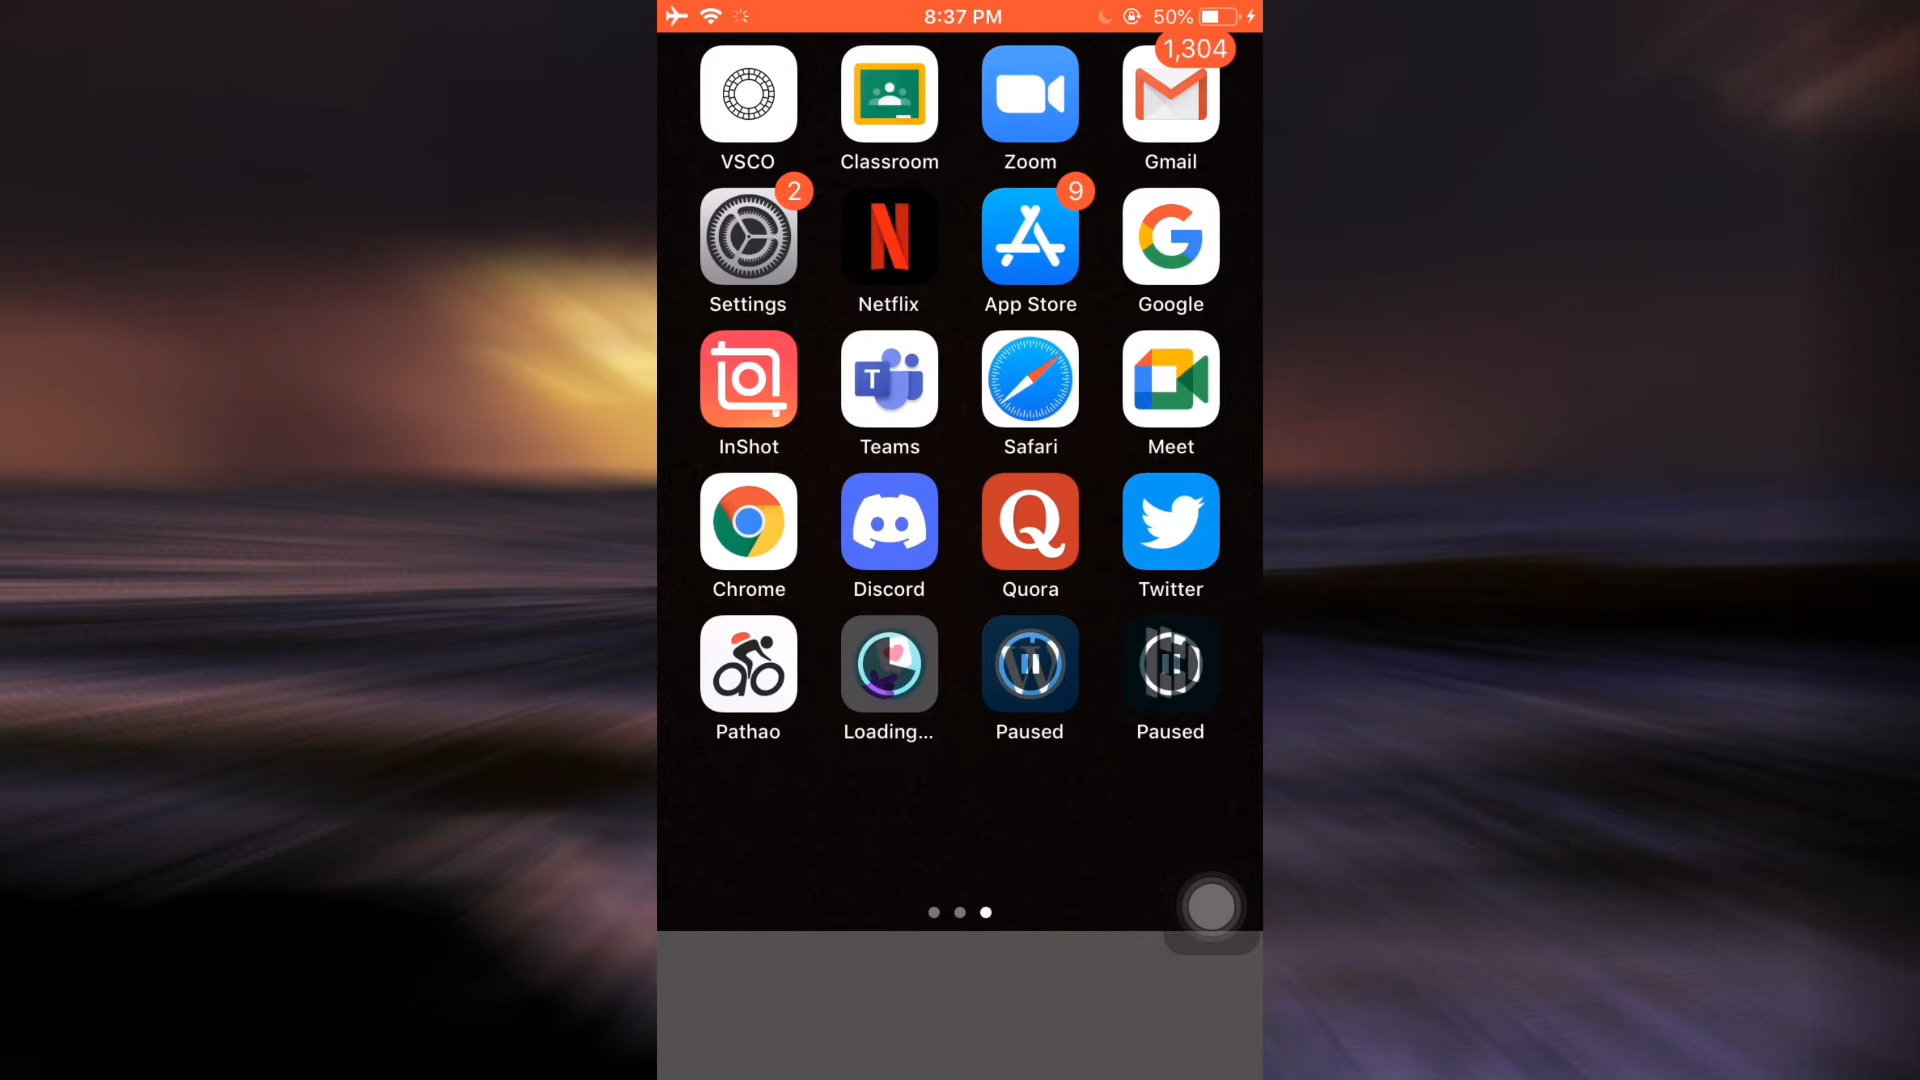 8:37 PM 50%
1,304
VSCO Classroom Zoom Gmail
2 9
Settings Netflix App Store Google
T
InShot Teams Safari Meet
Chrome Discord Quora Twitter
Pathao Loading... Paused Paused